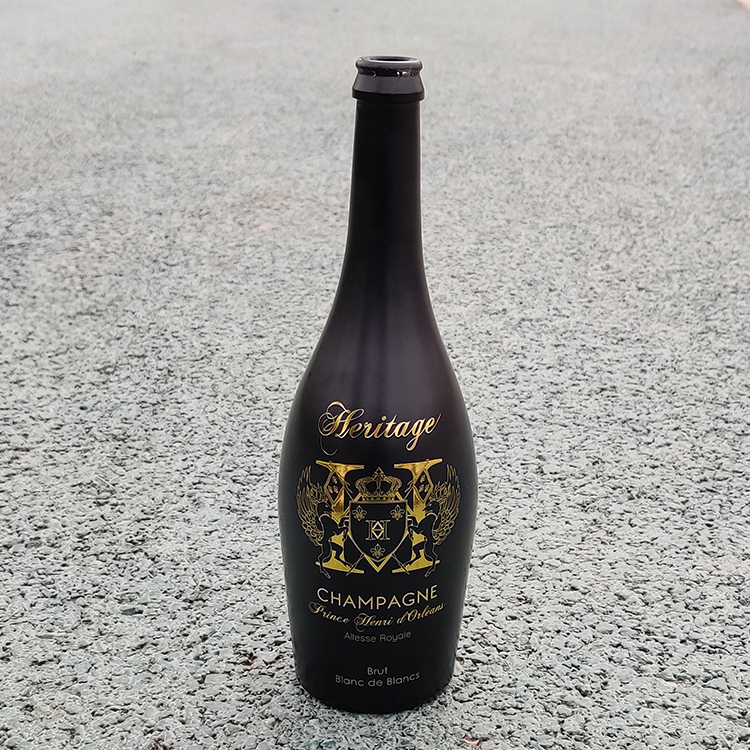 Heritage
H
H
CHAMPAGNE
Prince Henri d'Orléans
Altesse Royale
Brut
Blanc de Blancs